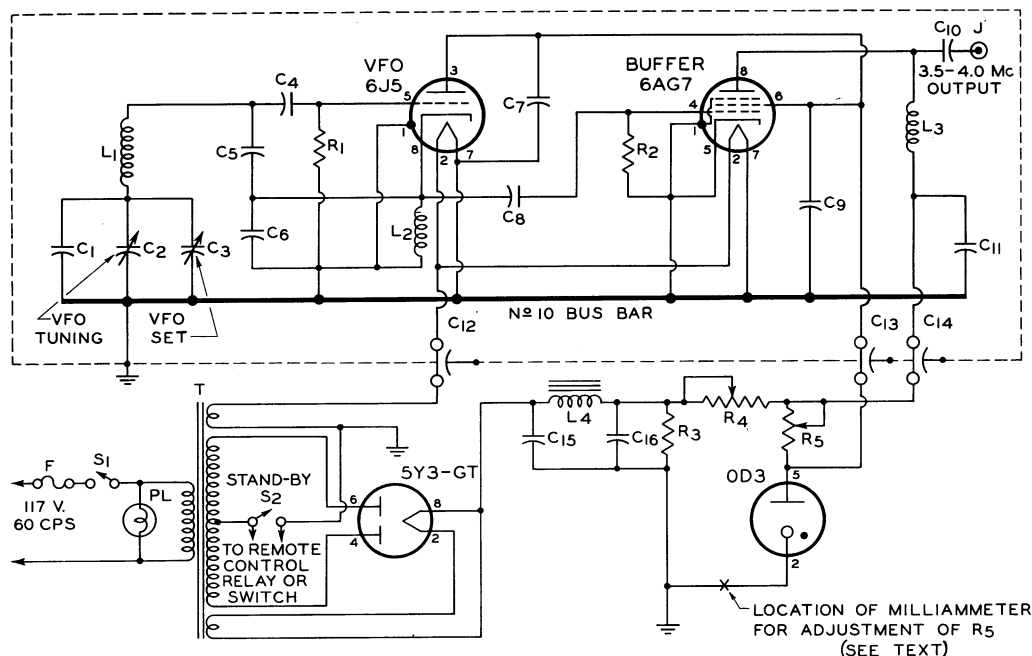 C10 J
3.5-4.0 Mc
OUTPUT
VFO
6J5
BUFFER
6AG7
3
8
C4
5
C7
4
6
L3
1
1
L1
C5
R1
8
2
7
R2
5
2
7
C8
C9
C6
L2
C1
C2
C3
C11
VFO
TUNING
VFO
SET
No 10 BUS BAR
C12
C13
C14
T
L4
R4
C15
C16
R3
R5
F
S1
PL
STAND-BY
S2
5Y3-GT
6
8
4
2
OD3
5
2
117 V.
60 CPS
TO REMOTE
CONTROL
RELAY OR
SWITCH
LOCATION OF MILLIAMMETER
FOR ADJUSTMENT OF R5
(SEE TEXT)